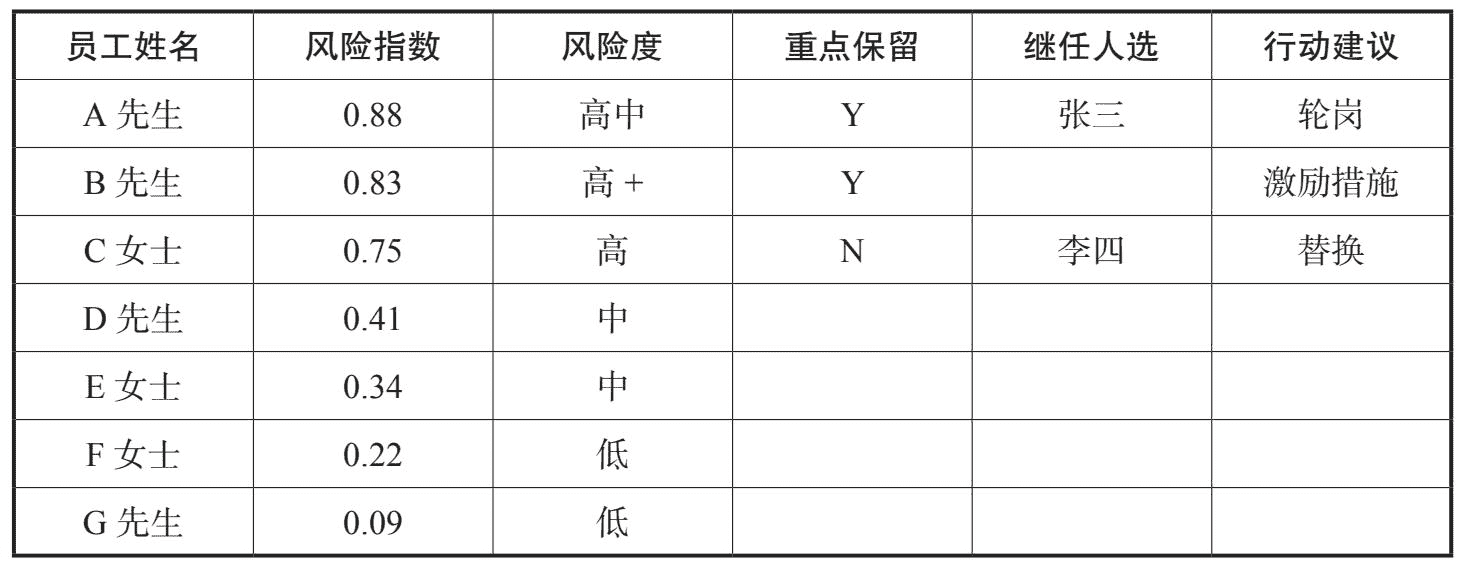 员工姓名 风险指数 风险度 重点保留 继任人选 行动建议
A 先生 0.88 高中 Y 张三 轮岗
B 先生 0.83 高 + Y 激励措施
C 女士 0.75 高 N 李四 替换
D 先生 0.41 中
E 女士 0.34 中
F 女士 0.22 低
G 先生 0.09 低